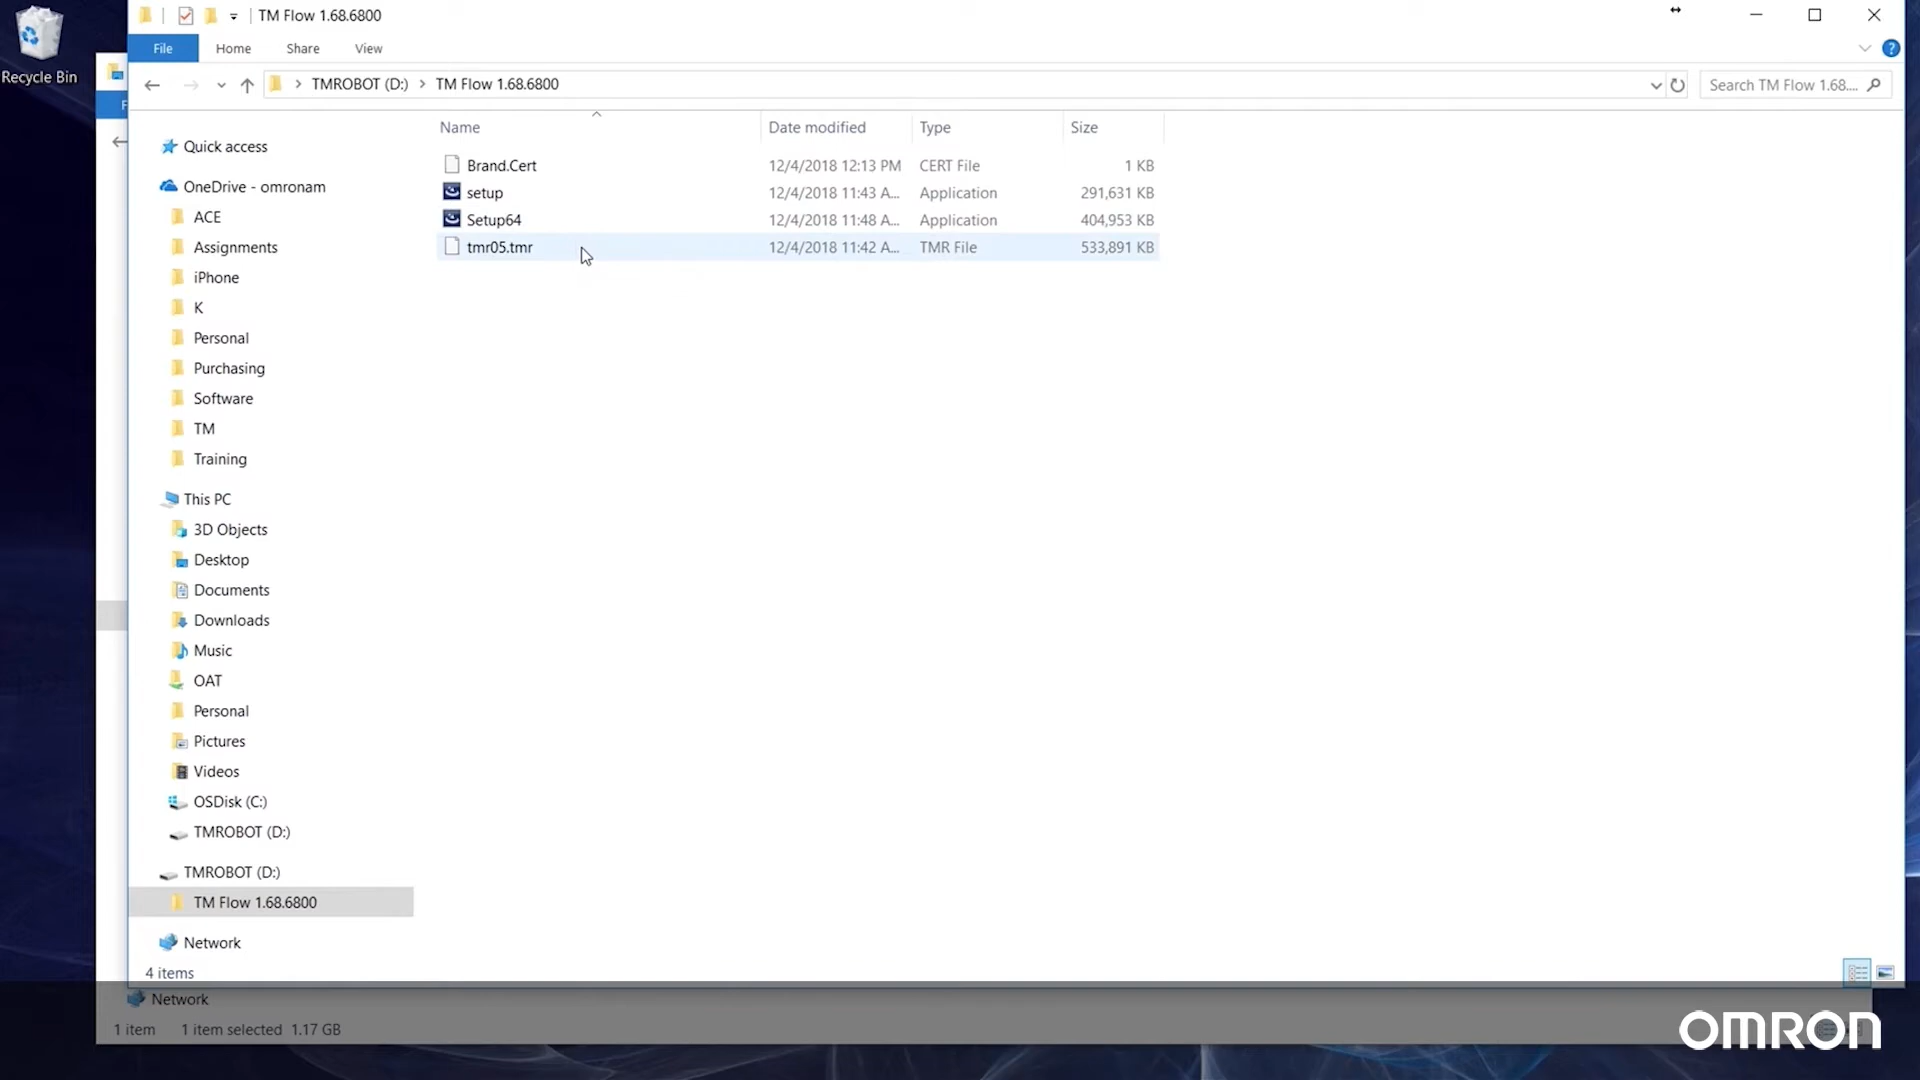 TM Flow 1.68.6800
Recycle Bin
File Home Share View
TMROBOT (D:) TM Flow 1.68.6800
Search TM Flow 1.68....
Name Date modified Type Size
Brand.Cert 12/4/2018 12:13 PM CERT File 1 KB
setup 12/4/2018 11:43 A... Application 291,631 KB
Setup64 12/4/2018 11:48 A... Application 404,953 KB
tmr05.tmr 12/4/2018 11:42 A... TMR File 533,891 KB
Quick access
OneDrive - omronam
ACE
Assignments
iPhone
K
Personal
Purchasing
Software
TM
Training
This PC
3D Objects
Desktop
Documents
Downloads
Music
OAT
Personal
Pictures
Videos
OSDisk (C:)
TMROBOT (D:)
TMROBOT (D:)
TM Flow 1.68.6800
Network
4 items
Network
1 item 1 item selected 1.17 GB
OMRON